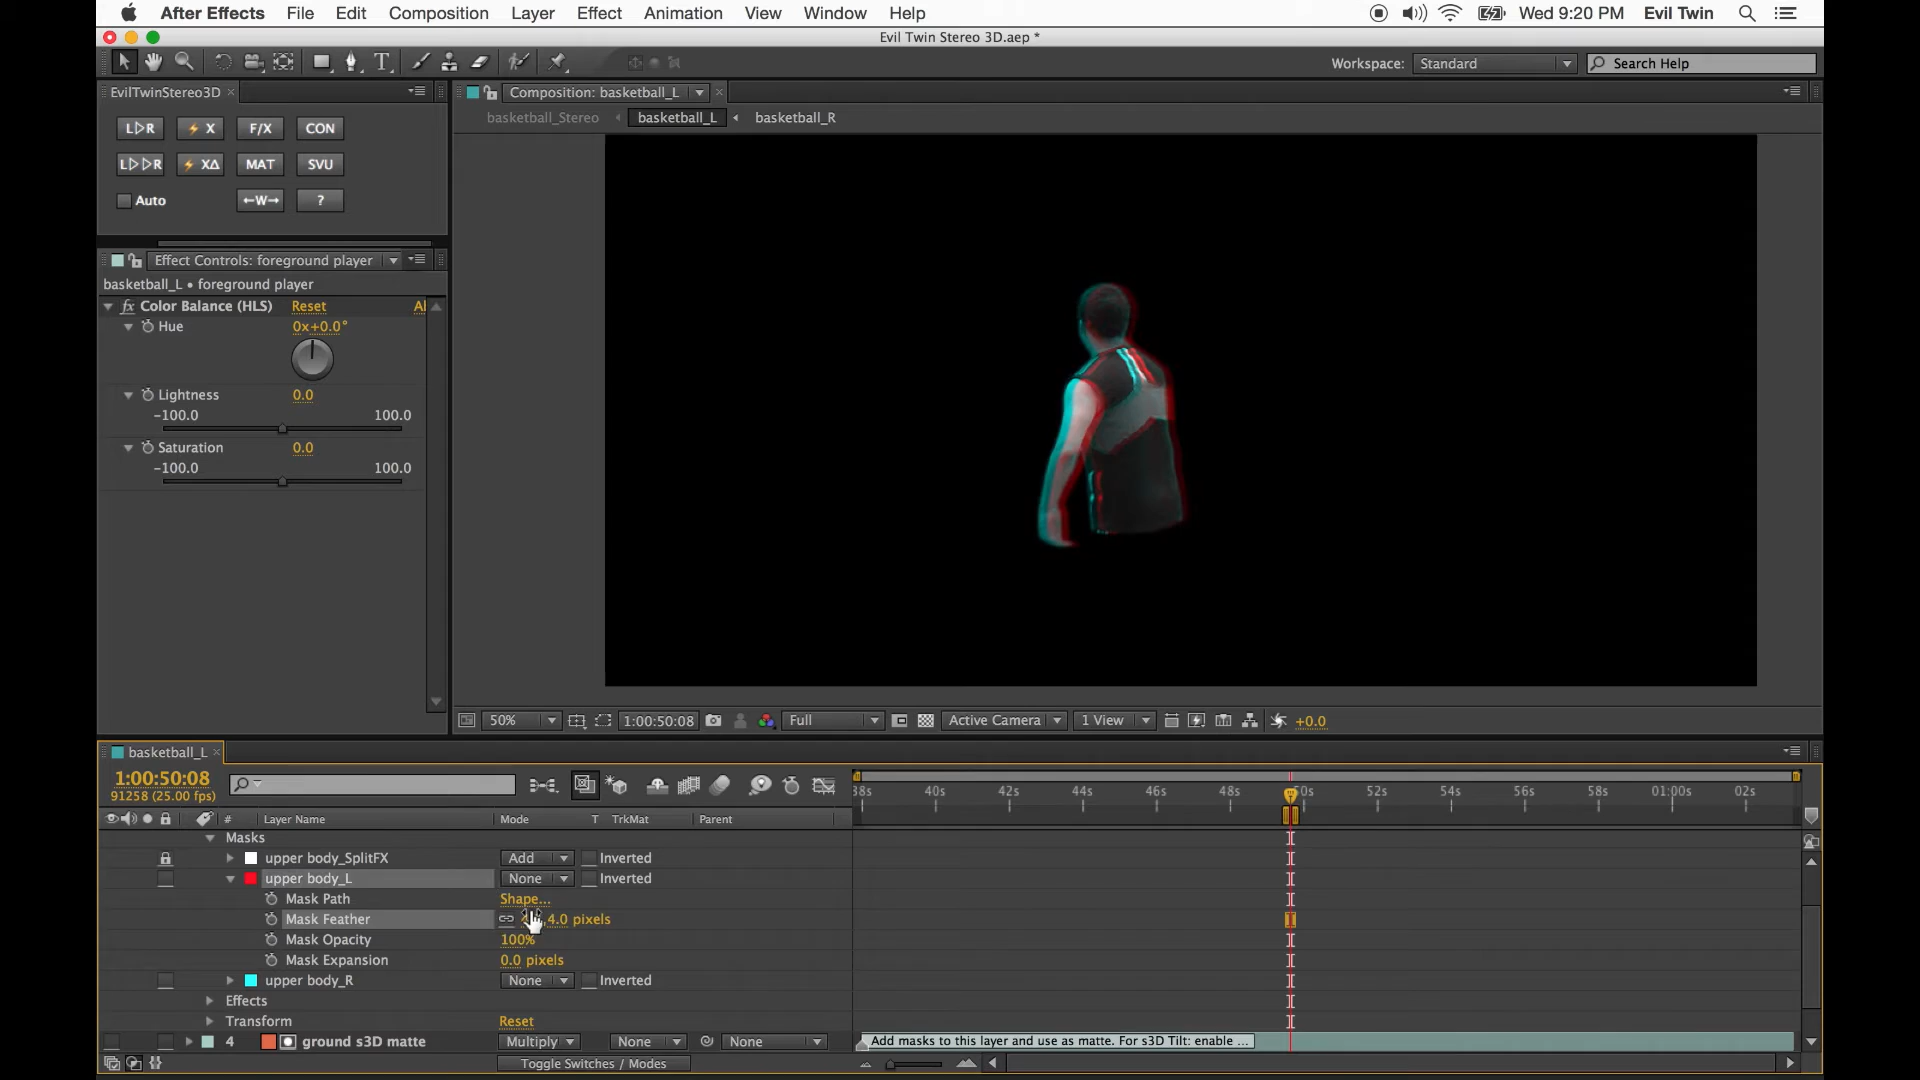 After Effects File Edit Composition Layer Effect Animation View Window Help Wed 9:20 PM Evil Twin
Evil Twin Stereo 3D.aep *
Workspace: Standard Search Help
EvilTwinStereo3D
L▷R ⚡X F/X CON
L▷▷R ⚡XΔ MAT SVU
Auto ←W→ ?
Effect Controls: foreground player
basketball_L • foreground player
fx Color Balance (HLS) Reset Al
Hue 0x+0.0°
Lightness 0.0
-100.0 100.0
Saturation 0.0
-100.0 100.0
Composition: basketball_L
basketball_Stereo basketball_L basketball_R
50% 1:00:50:08 Full Active Camera 1 View +0.0
basketball_L
1:00:50:08
91258 (25.00 fps)
38s 40s 42s 44s 46s 48s 50s 52s 54s 56s 58s 01:00s 02s
# Layer Name Mode T TrkMat Parent
Masks
upper body_SplitFX Add Inverted
upper body_L None Inverted
Mask Path Shape...
Mask Feather 4.0 pixels
Mask Opacity 100%
Mask Expansion 0.0 pixels
upper body_R None Inverted
Effects
Transform Reset
4 ground s3D matte Multiply None None Add masks to this layer and use as matte. For s3D Tilt: enable ...
Toggle Switches / Modes